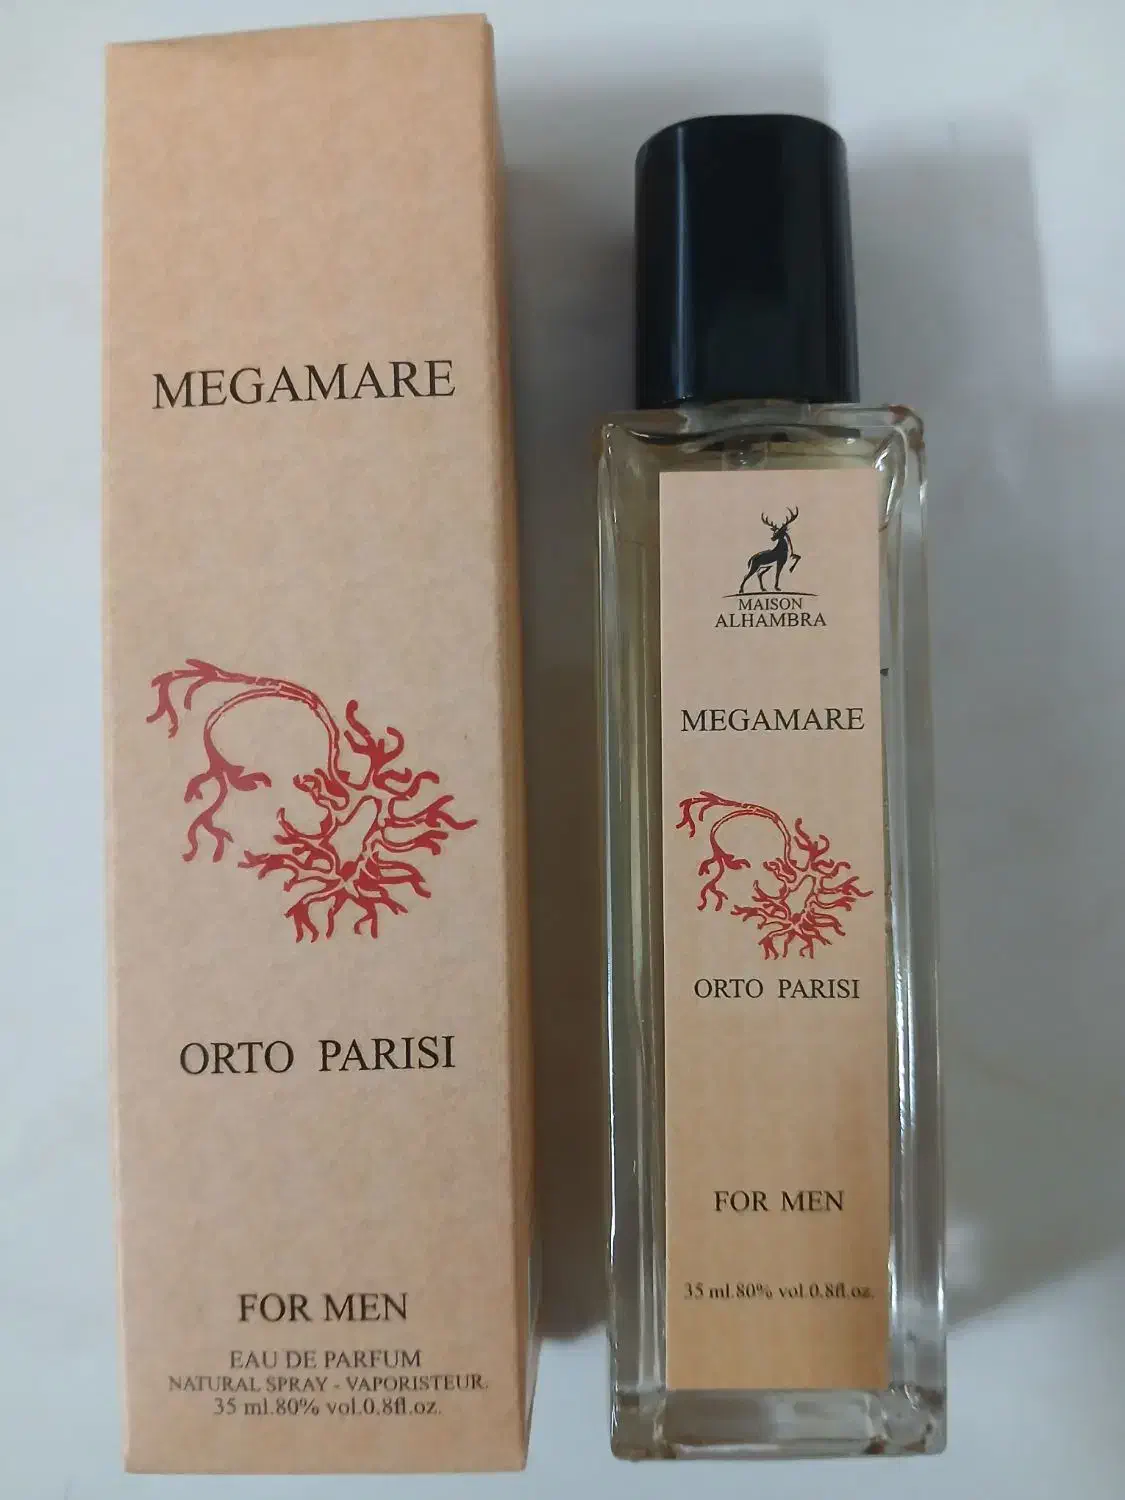 MEGAMARE
ORTO PARISI
FOR MEN
EAU DE PARFUM
NATURAL SPRAY - VAPORISTEUR.
35 ml.80% vol.0.8fl.oz.
MAISON
ALHAMBRA
MEGAMARE
ORTO PARISI
FOR MEN
35 ml.80% vol.0.8fl.oz.